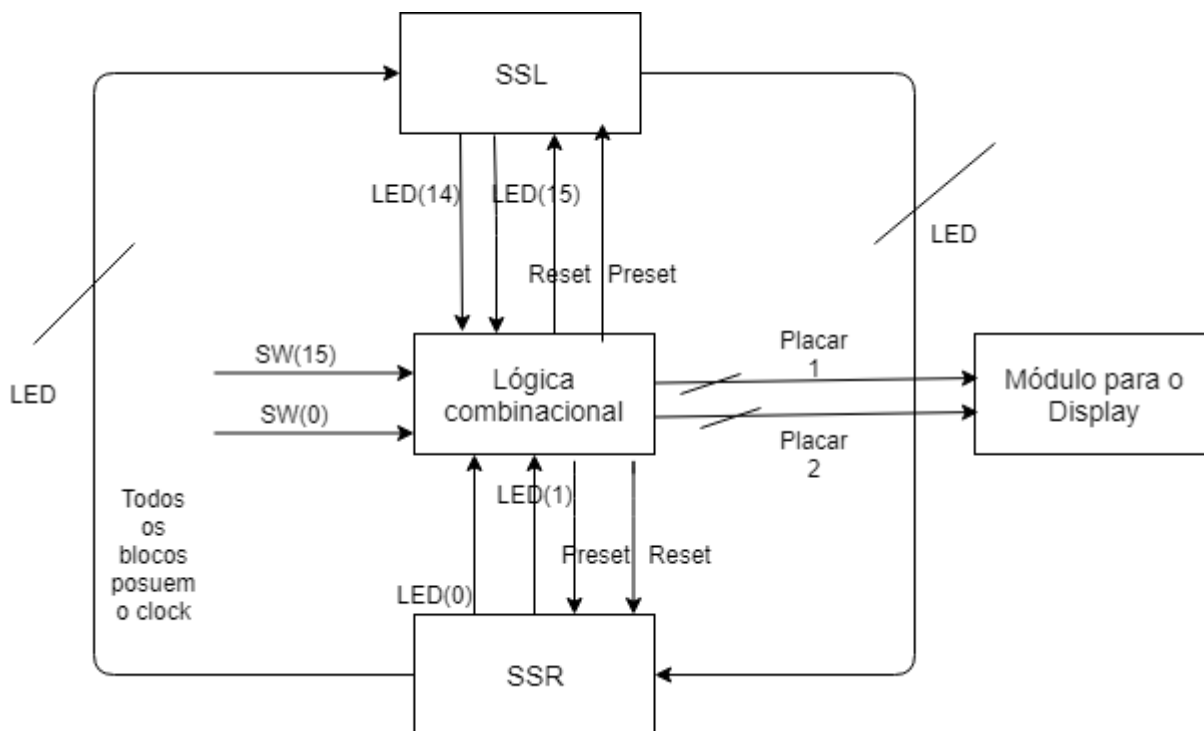 SSL
LED(14)
LED(15)
LED
Reset
Preset
SW(15)
Placar
1
LED
Lógica
combinacional
Módulo para o
Display
SW(0)
Placar
2
Todos
os
blocos
posuem
o clock
LED(1)
Preset
Reset
LED(0)
SSR